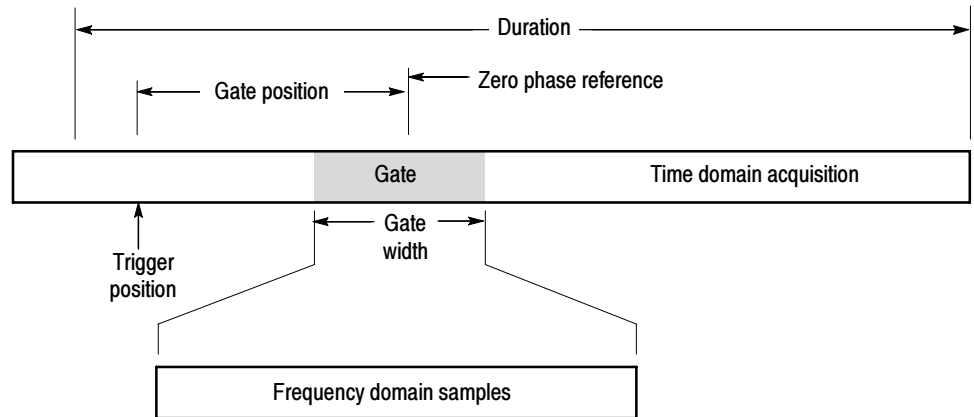 Duration
Zero phase reference
Gate position
Gate
Time domain acquisition
Gate
width
Trigger
position
Frequency domain samples